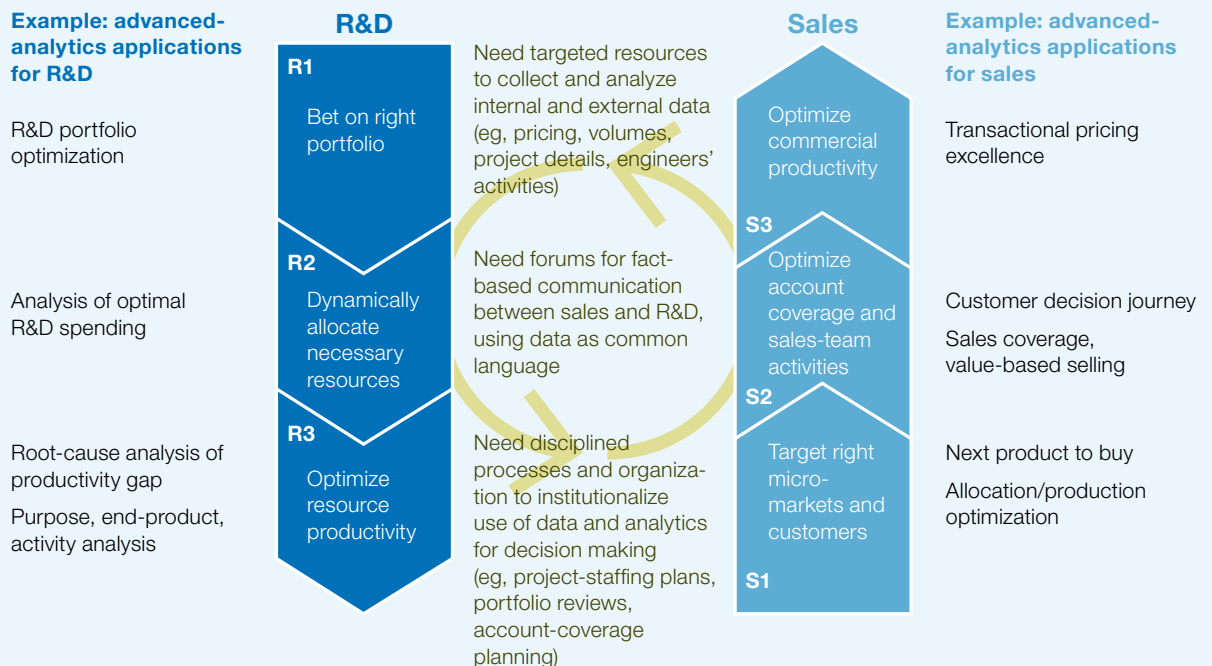 Example: advanced-
analytics applications
for R&D
R&D portfolio
optimization
Analysis of optimal
R&D spending
Root-cause analysis of
productivity gap
Purpose, end-product,
activity analysis
R&D
R1
Bet on right
portfolio
R2
Dynamically
allocate
necessary
resources
R3
Optimize
resource
productivity
Need targeted resources
to collect and analyze
internal and external data
(eg, pricing, volumes,
project details, engineers’
activities)
Need forums for fact-
based communication
between sales and R&D,
using data as common
language
Need disciplined
processes and organiza-
tion to institutionalize
use of data and analytics
for decision making
(eg, project-staffing plans,
portfolio reviews,
account-coverage
planning)
Sales
Optimize
commercial
productivity
S3
Optimize
account
coverage and
sales-team
activities
S2
Target right
micro-
markets and
customers
S1
Example: advanced-
analytics applications
for sales
Transactional pricing
excellence
Customer decision journey
Sales coverage,
value-based selling
Next product to buy
Allocation/production
optimization